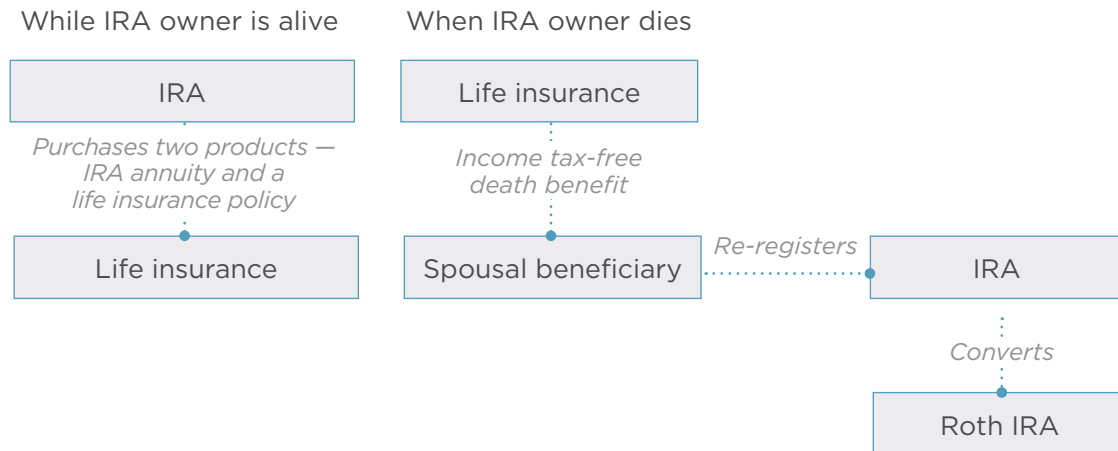 While IRA owner is alive
IRA
Purchases two products —
IRA annuity and a
life insurance policy
Life insurance
When IRA owner dies
Life insurance
Income tax-free
death benefit
Spousal beneficiary
Re-registers
IRA
Converts
Roth IRA